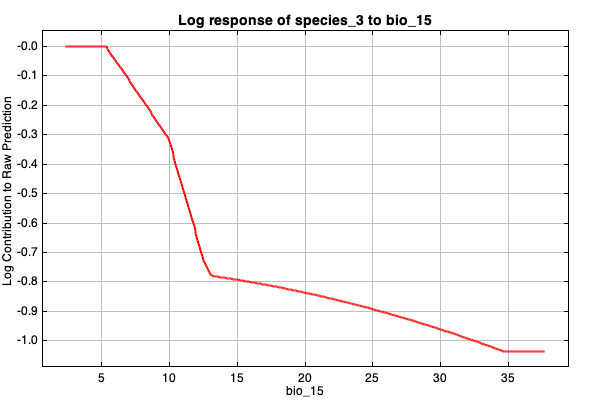 Log response of species_3 to bio_15
Log Contribution to Raw Prediction
-0.0
-0.1
-0.2
-0.3
-0.4
-0.5
-0.6
-0.7
-0.8
-0.9
-1.0
5 10 15 20 25 30 35
bio_15